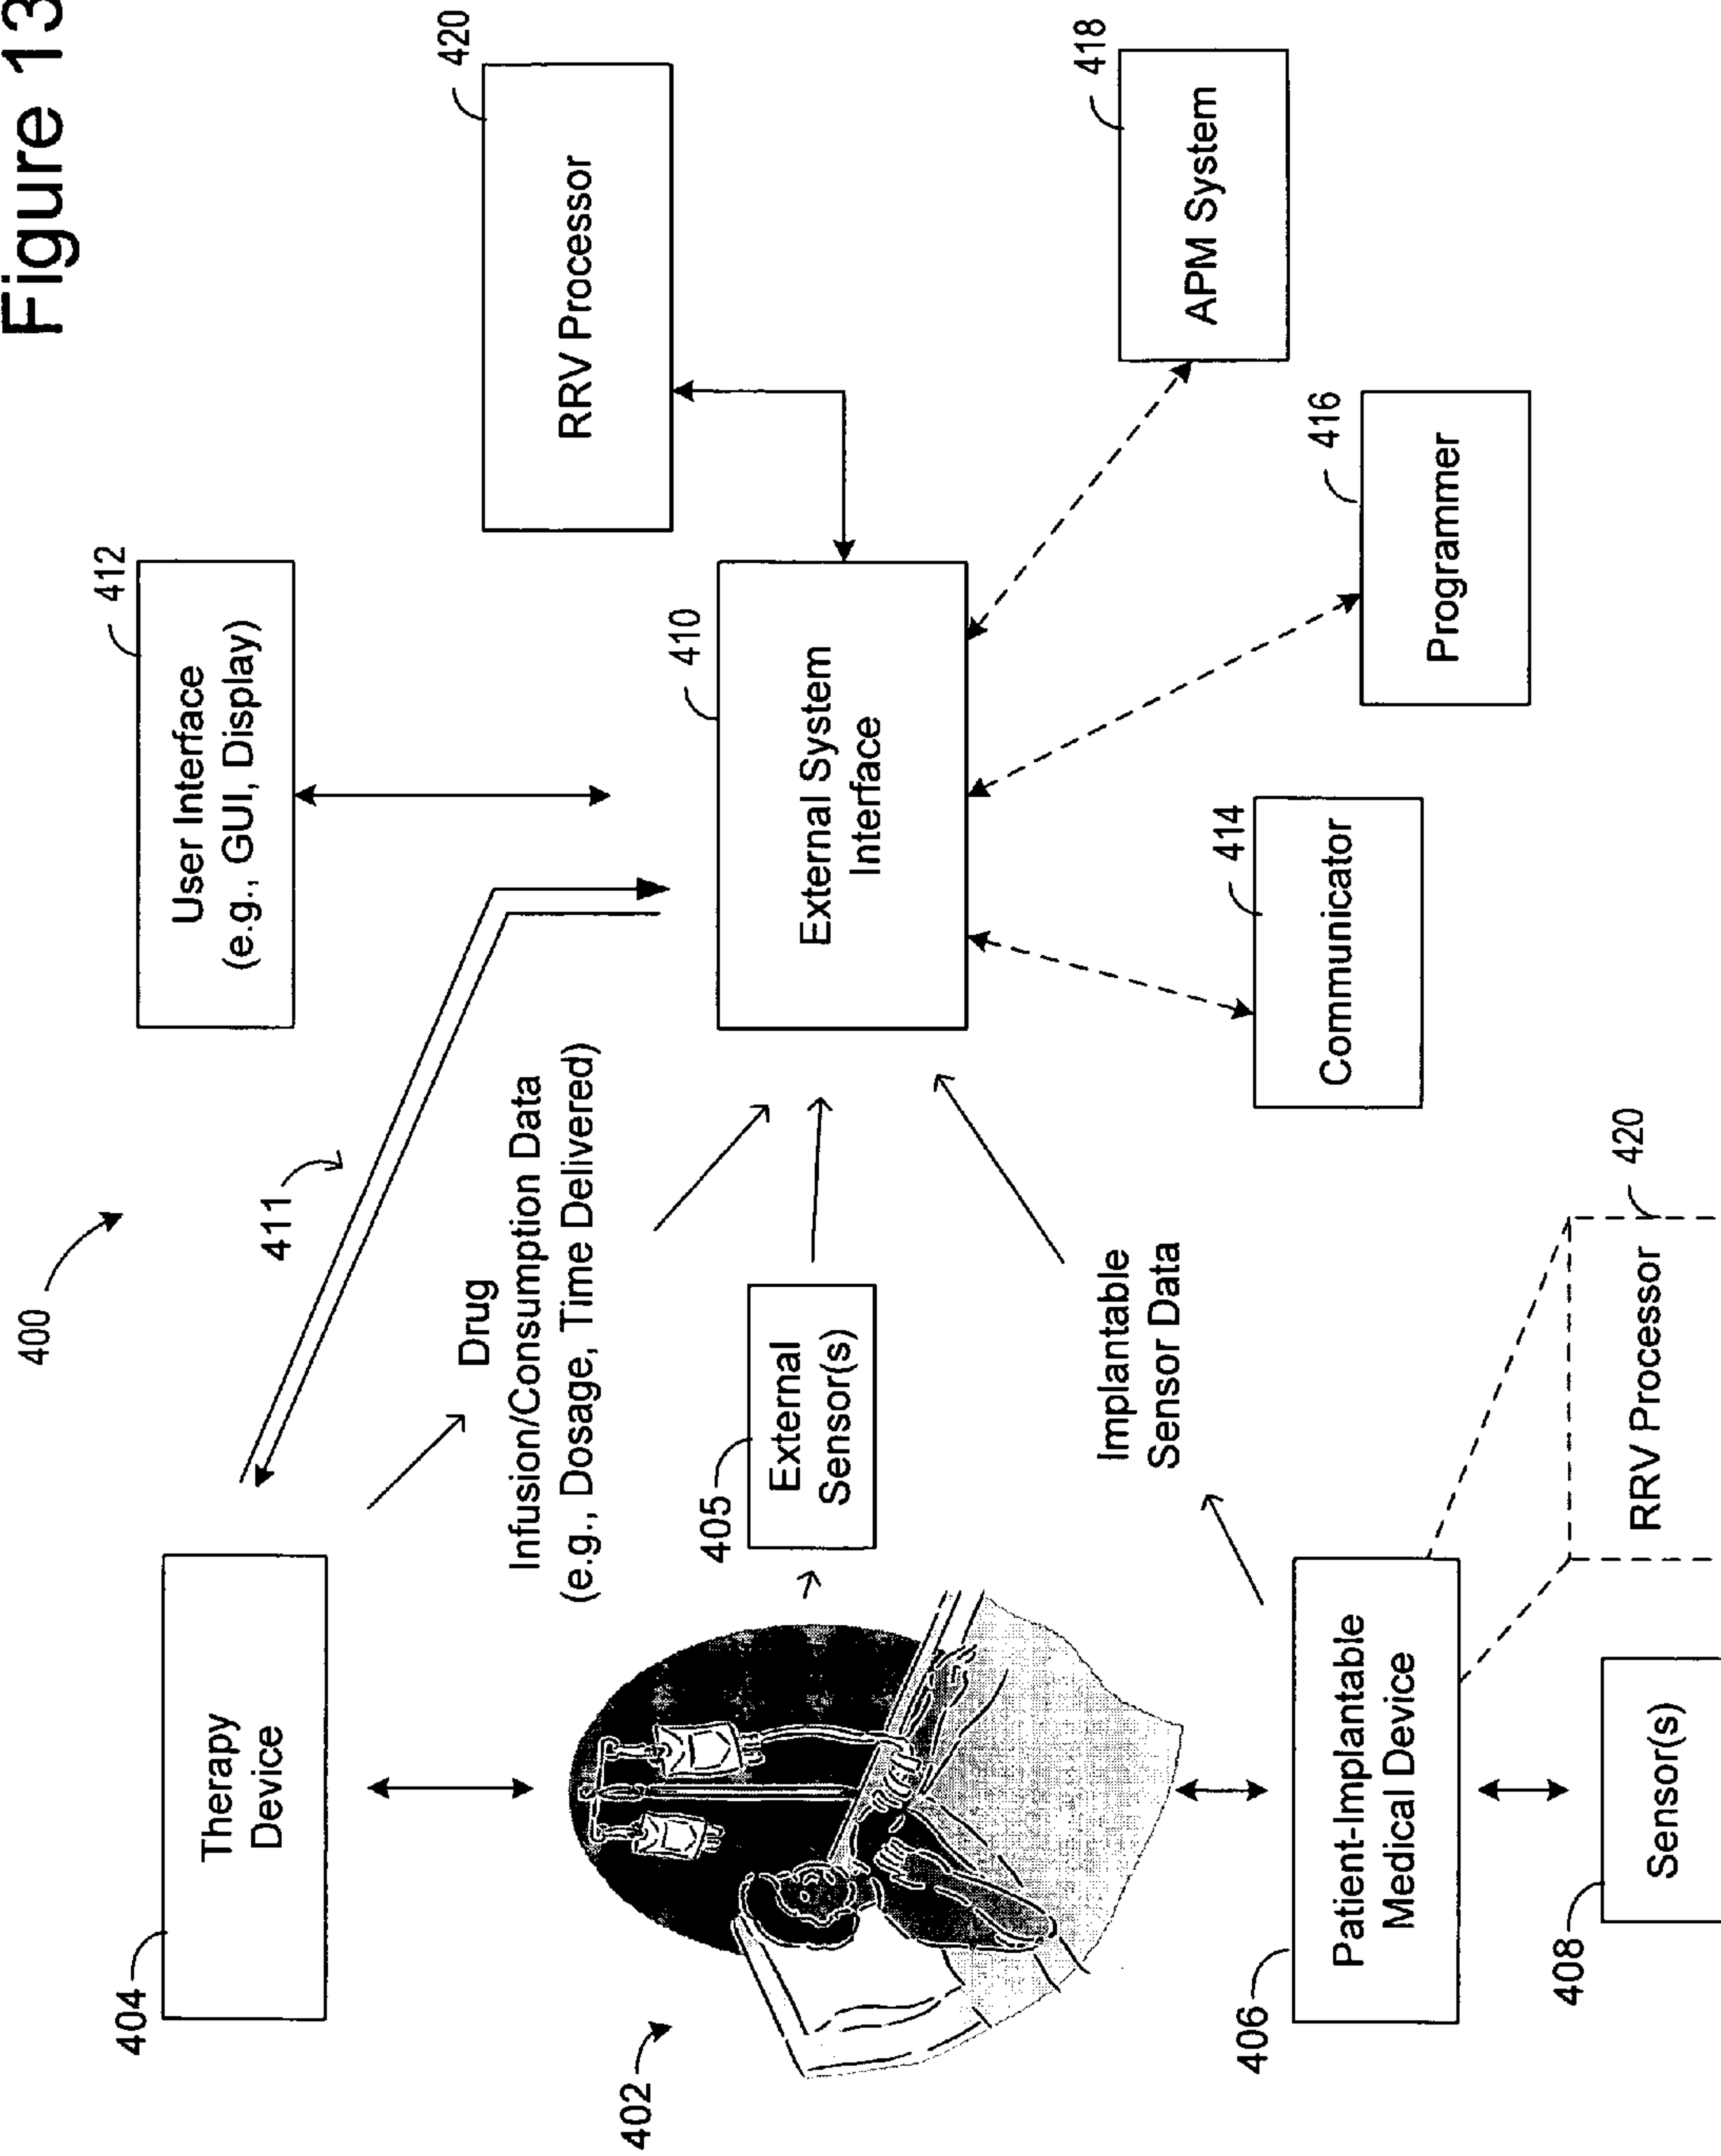 Figure 13
400
404
Therapy
Device
411
412
User Interface
(e.g., GUI, Display)
420
RRV Processor
Drug
Infusion/Consumption Data
(e.g., Dosage, Time Delivered)
402
405
External
Sensor(s)
410
External System
Interface
Implantable
Sensor Data
418
APM System
416
Programmer
414
Communicator
406
Patient-Implantable
Medical Device
408
Sensor(s)
420
RRV Processor